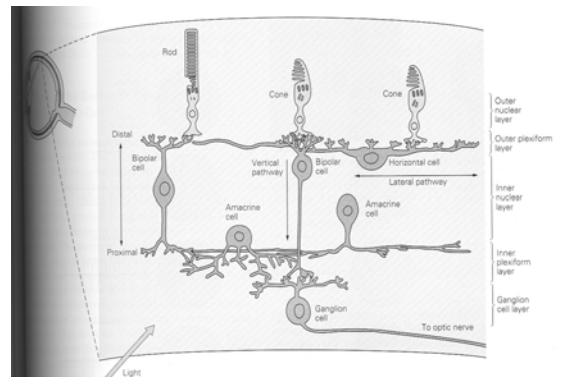 Rod
Cone
Cone
Outer
nuclear
layer
Distal
Outer plexiform
layer
Bipolar
cell
Vertical
pathway
Bipolar
cell
Horizontal cell
Lateral pathway
Inner
nuclear
layer
Amacrine
cell
Amacrine
cell
Proximal
Inner
plexiform
layer
Ganglion
cell
Ganglion
cell layer
To optic nerve
Light